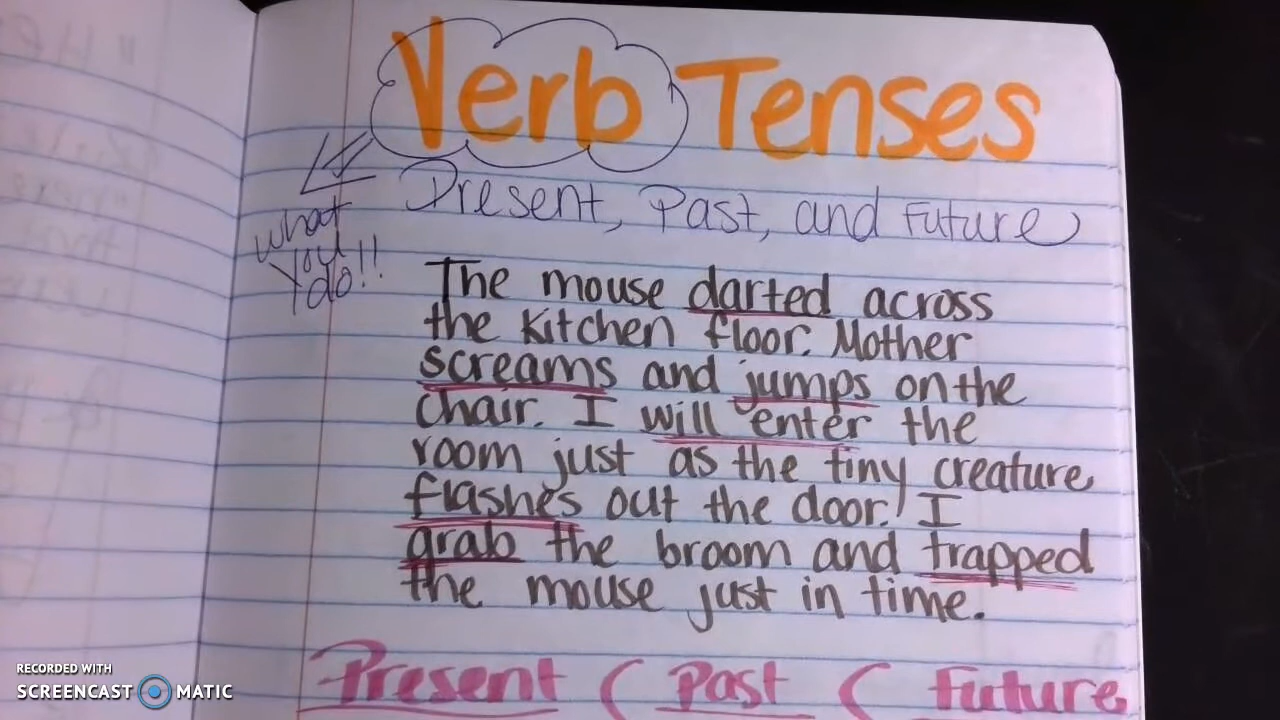 Verb Tenses
Present, Past, and Future
what
You
do!!
The mouse darted across
the kitchen floor. Mother
screams and jumps on the
chair. I will enter the
room just as the tiny creature
flashes out the door. I
grab the broom and trapped
the mouse just in time.
Present ( Past ( Future
RECORDED WITH
SCREENCAST MATIC